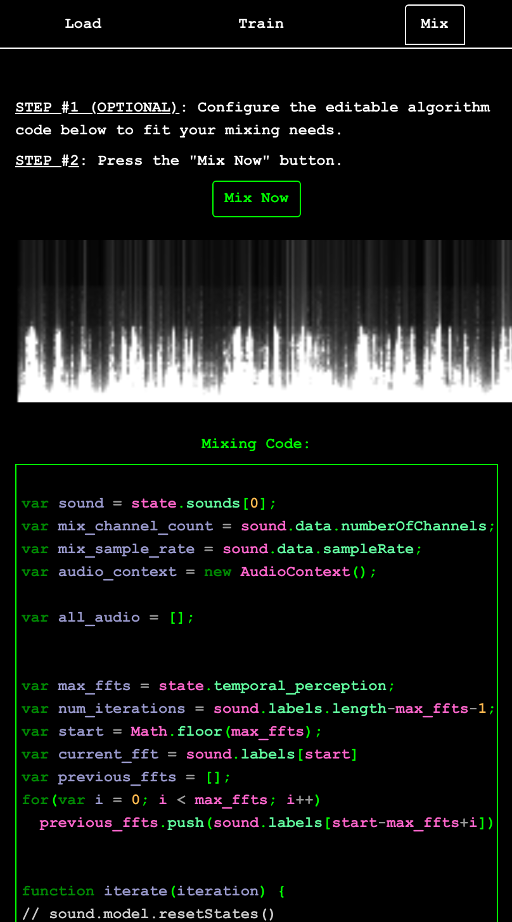 Load Train Mix
STEP #1 (OPTIONAL): Configure the editable algorithm
code below to fit your mixing needs.
STEP #2: Press the "Mix Now" button.
Mix Now
Mixing Code:
var sound = state.sounds[0];
var mix_channel_count = sound.data.numberOfChannels;
var mix_sample_rate = sound.data.sampleRate;
var audio_context = new AudioContext();
var all_audio = [];
var max_ffts = state.temporal_perception;
var num_iterations = sound.labels.length-max_ffts-1;
var start = Math.floor(max_ffts);
var current_fft = sound.labels[start]
var previous_ffts = [];
for(var i = 0; i < max_ffts; i++)
previous_ffts.push(sound.labels[start-max_ffts+i])
function iterate(iteration) {
// sound.model.resetStates()